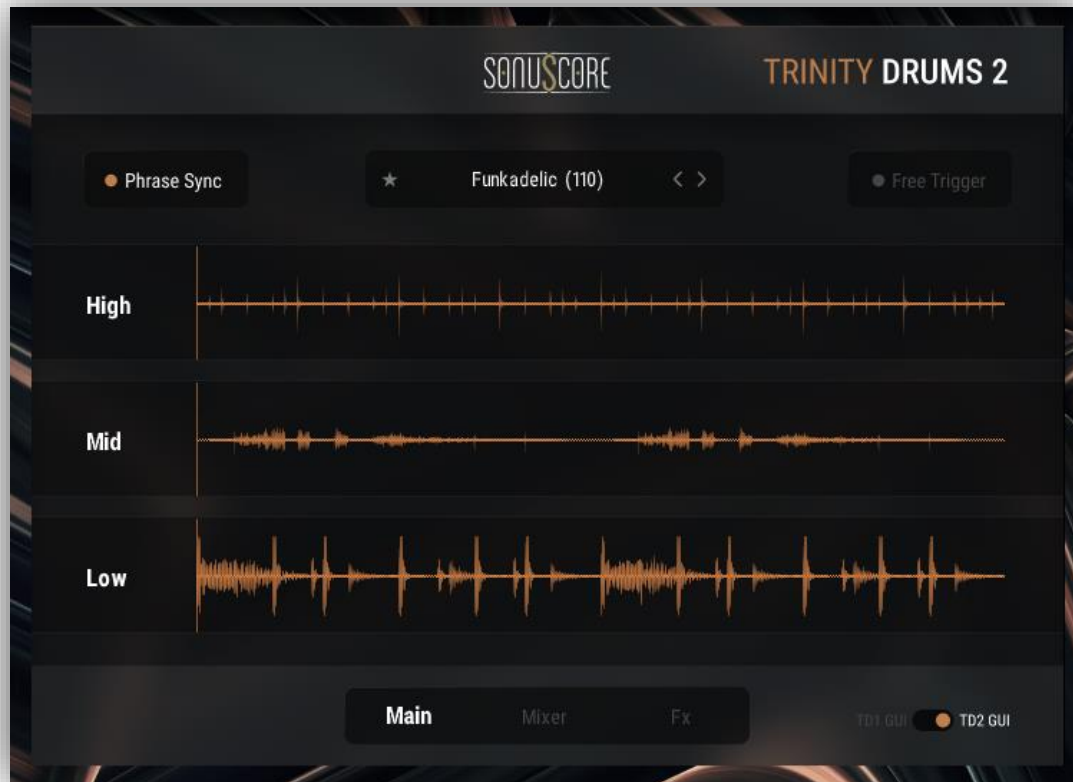 SONUSCORE
TRINITY DRUMS 2
Phrase Sync
★ Funkadelic (110) < >
Free Trigger
High
Mid
Low
Main
Mixer
Fx
TD1 GUI
TD2 GUI